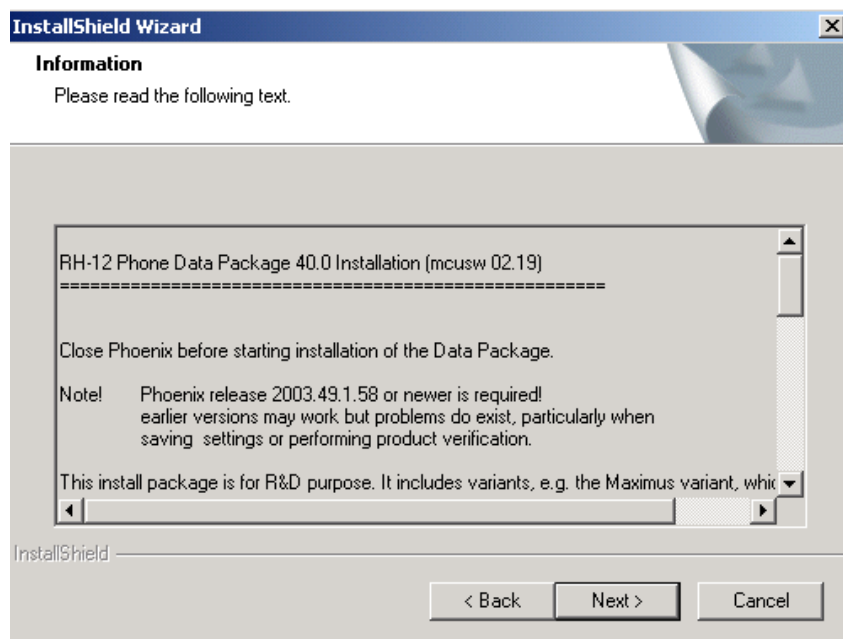 InstallShield Wizard
Information
Please read the following text.
RH-12 Phone Data Package 40.0 Installation (mcusw 02.19)
======================================================
Close Phoenix before starting installation of the Data Package.
Note! Phoenix release 2003.49.1.58 or newer is required!
earlier versions may work but problems do exist, particularly when
saving settings or performing product verification.
This install package is for R&D purpose. It includes variants, e.g. the Maximus variant,
InstallShield
< Back Next > Cancel